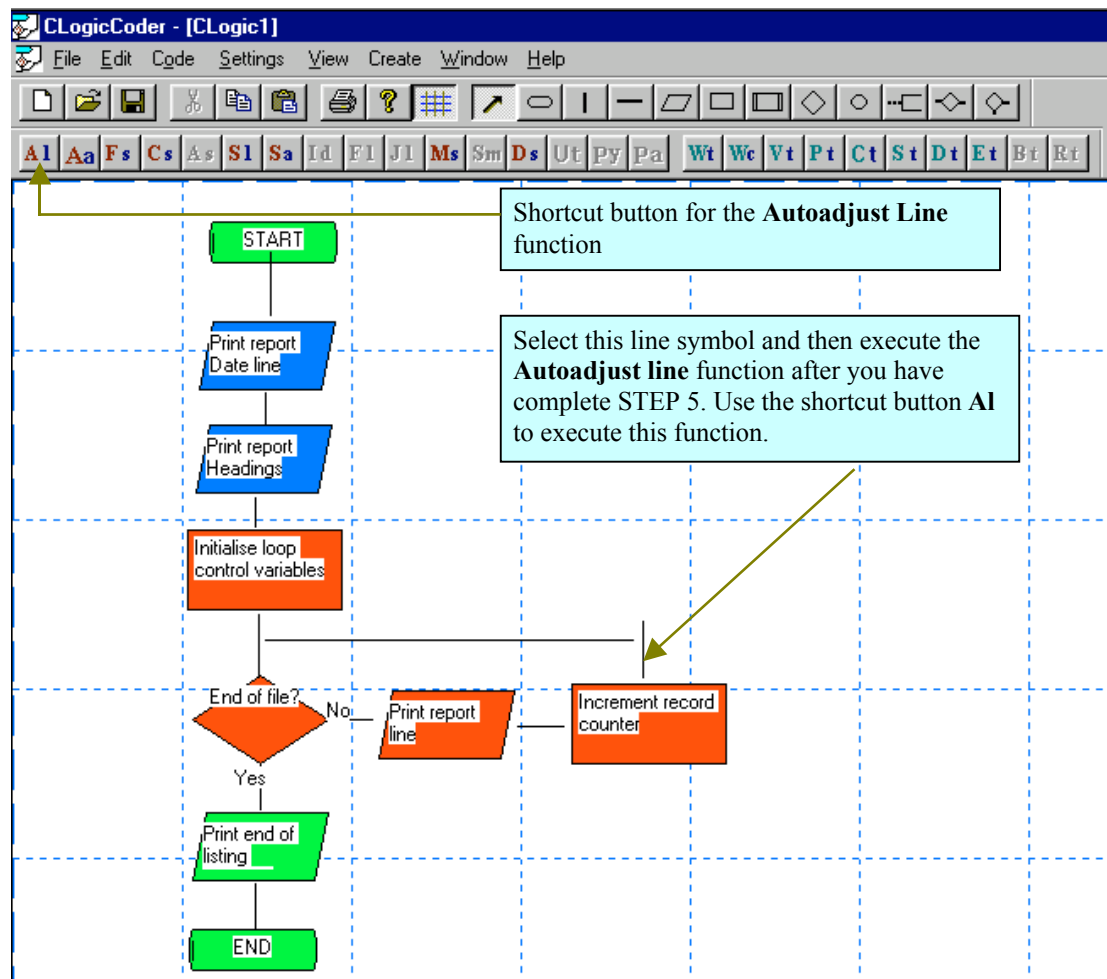 CLogicCoder - [CLogic1]
File Edit Code Settings View Create Window Help
Al Aa Fs Cs As Sl Sa Id Fl Jl Ms Sm Ds Ut Py Pa Wt Wc Vt Pt Ct St Dt Et Bt Rt
Shortcut button for the Autoadjust Line
function
START
Print report
Date line
Select this line symbol and then execute the
Autoadjust line function after you have
complete STEP 5. Use the shortcut button Al
to execute this function.
Print report
Headings
Initialise loop
control variables
End of file?
No
Print report
line
Increment record
counter
Yes
Print end of
listing
END